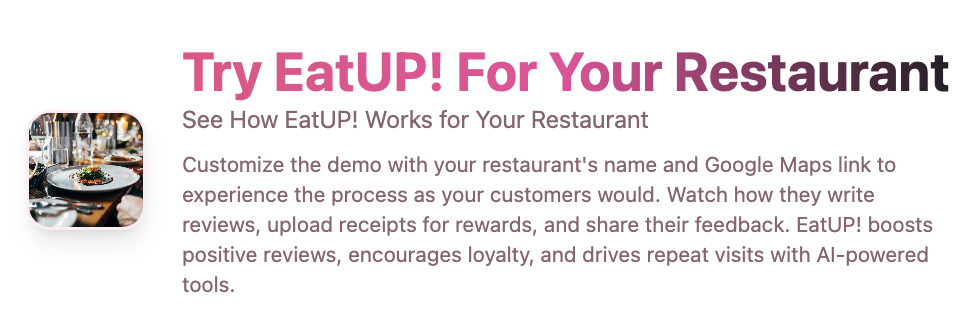 Try EatUP! For Your Restaurant
See How EatUP! Works for Your Restaurant
Customize the demo with your restaurant's name and Google Maps link to
experience the process as your customers would. Watch how they write
reviews, upload receipts for rewards, and share their feedback. EatUP! boosts
positive reviews, encourages loyalty, and drives repeat visits with AI-powered
tools.